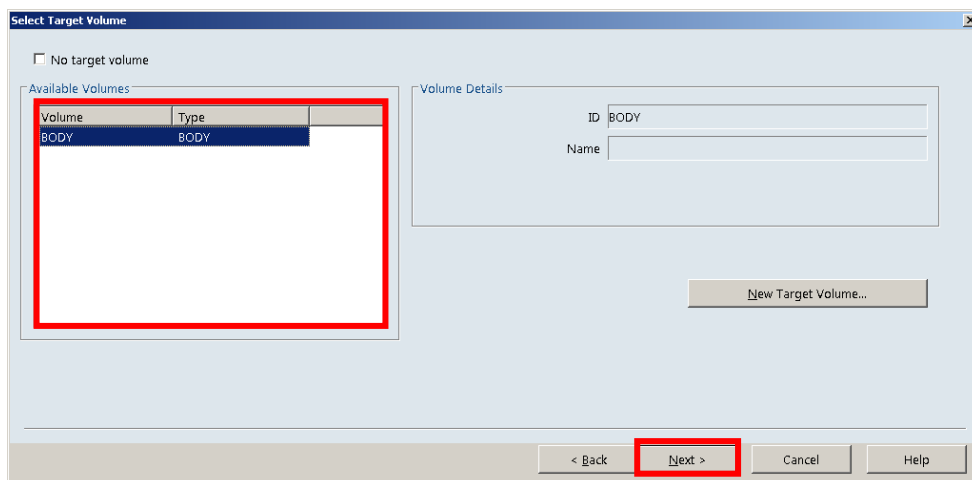 Select Target Volume
No target volume
Available Volumes
Volume Type
BODY BODY
Volume Details
ID BODY
Name
New Target Volume...
< Back Next > Cancel Help